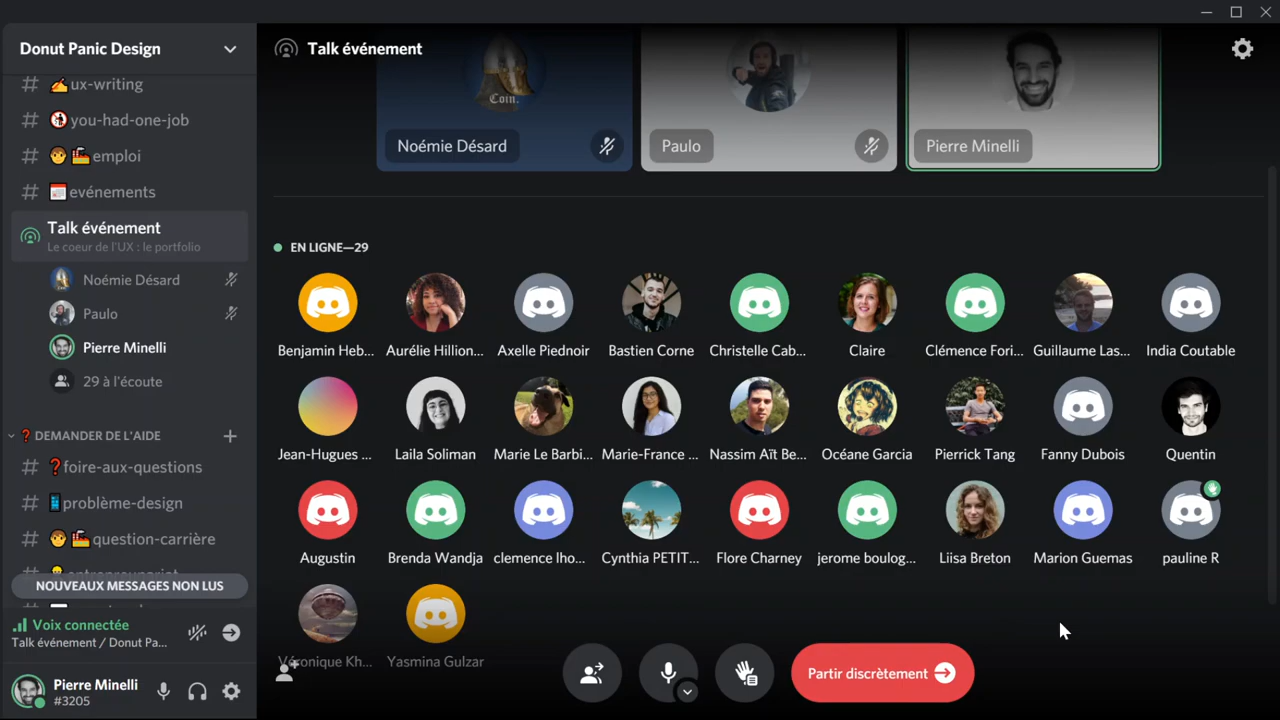 Donut Panic Design
# ✍️ux-writing
# you-had-one-job
# emploi
# evénements
Talk événement
Le coeur de l'UX : le portfolio
Noémie Désard
Paulo
Pierre Minelli
29 à l'écoute
❓DEMANDER DE L'AIDE +
# ❓foire-aux-questions
# problème-design
# question-carrière
#
NOUVEAUX MESSAGES NON LUS
Voix connectée
Talk événement / Donut Pa...
Pierre Minelli
#3205
Talk événement
Coin.
Noémie Désard
Paulo
Pierre Minelli
EN LIGNE—29
Benjamin Heb... Aurélie Hillion... Axelle Piednoir Bastien Corne Christelle Cab... Claire Clémence Fori... Guillaume Las... India Coutable
Jean-Hugues ... Laila Soliman Marie Le Barbi... Marie-France ... Nassim Aït Be... Océane Garcia Pierrick Tang Fanny Dubois Quentin
Augustin Brenda Wandja clemence lho... Cynthia PETIT... Flore Charney jerome boulog... Liisa Breton Marion Guemas pauline R
Véronique Kh... Yasmina Gulzar
Partir discrètement